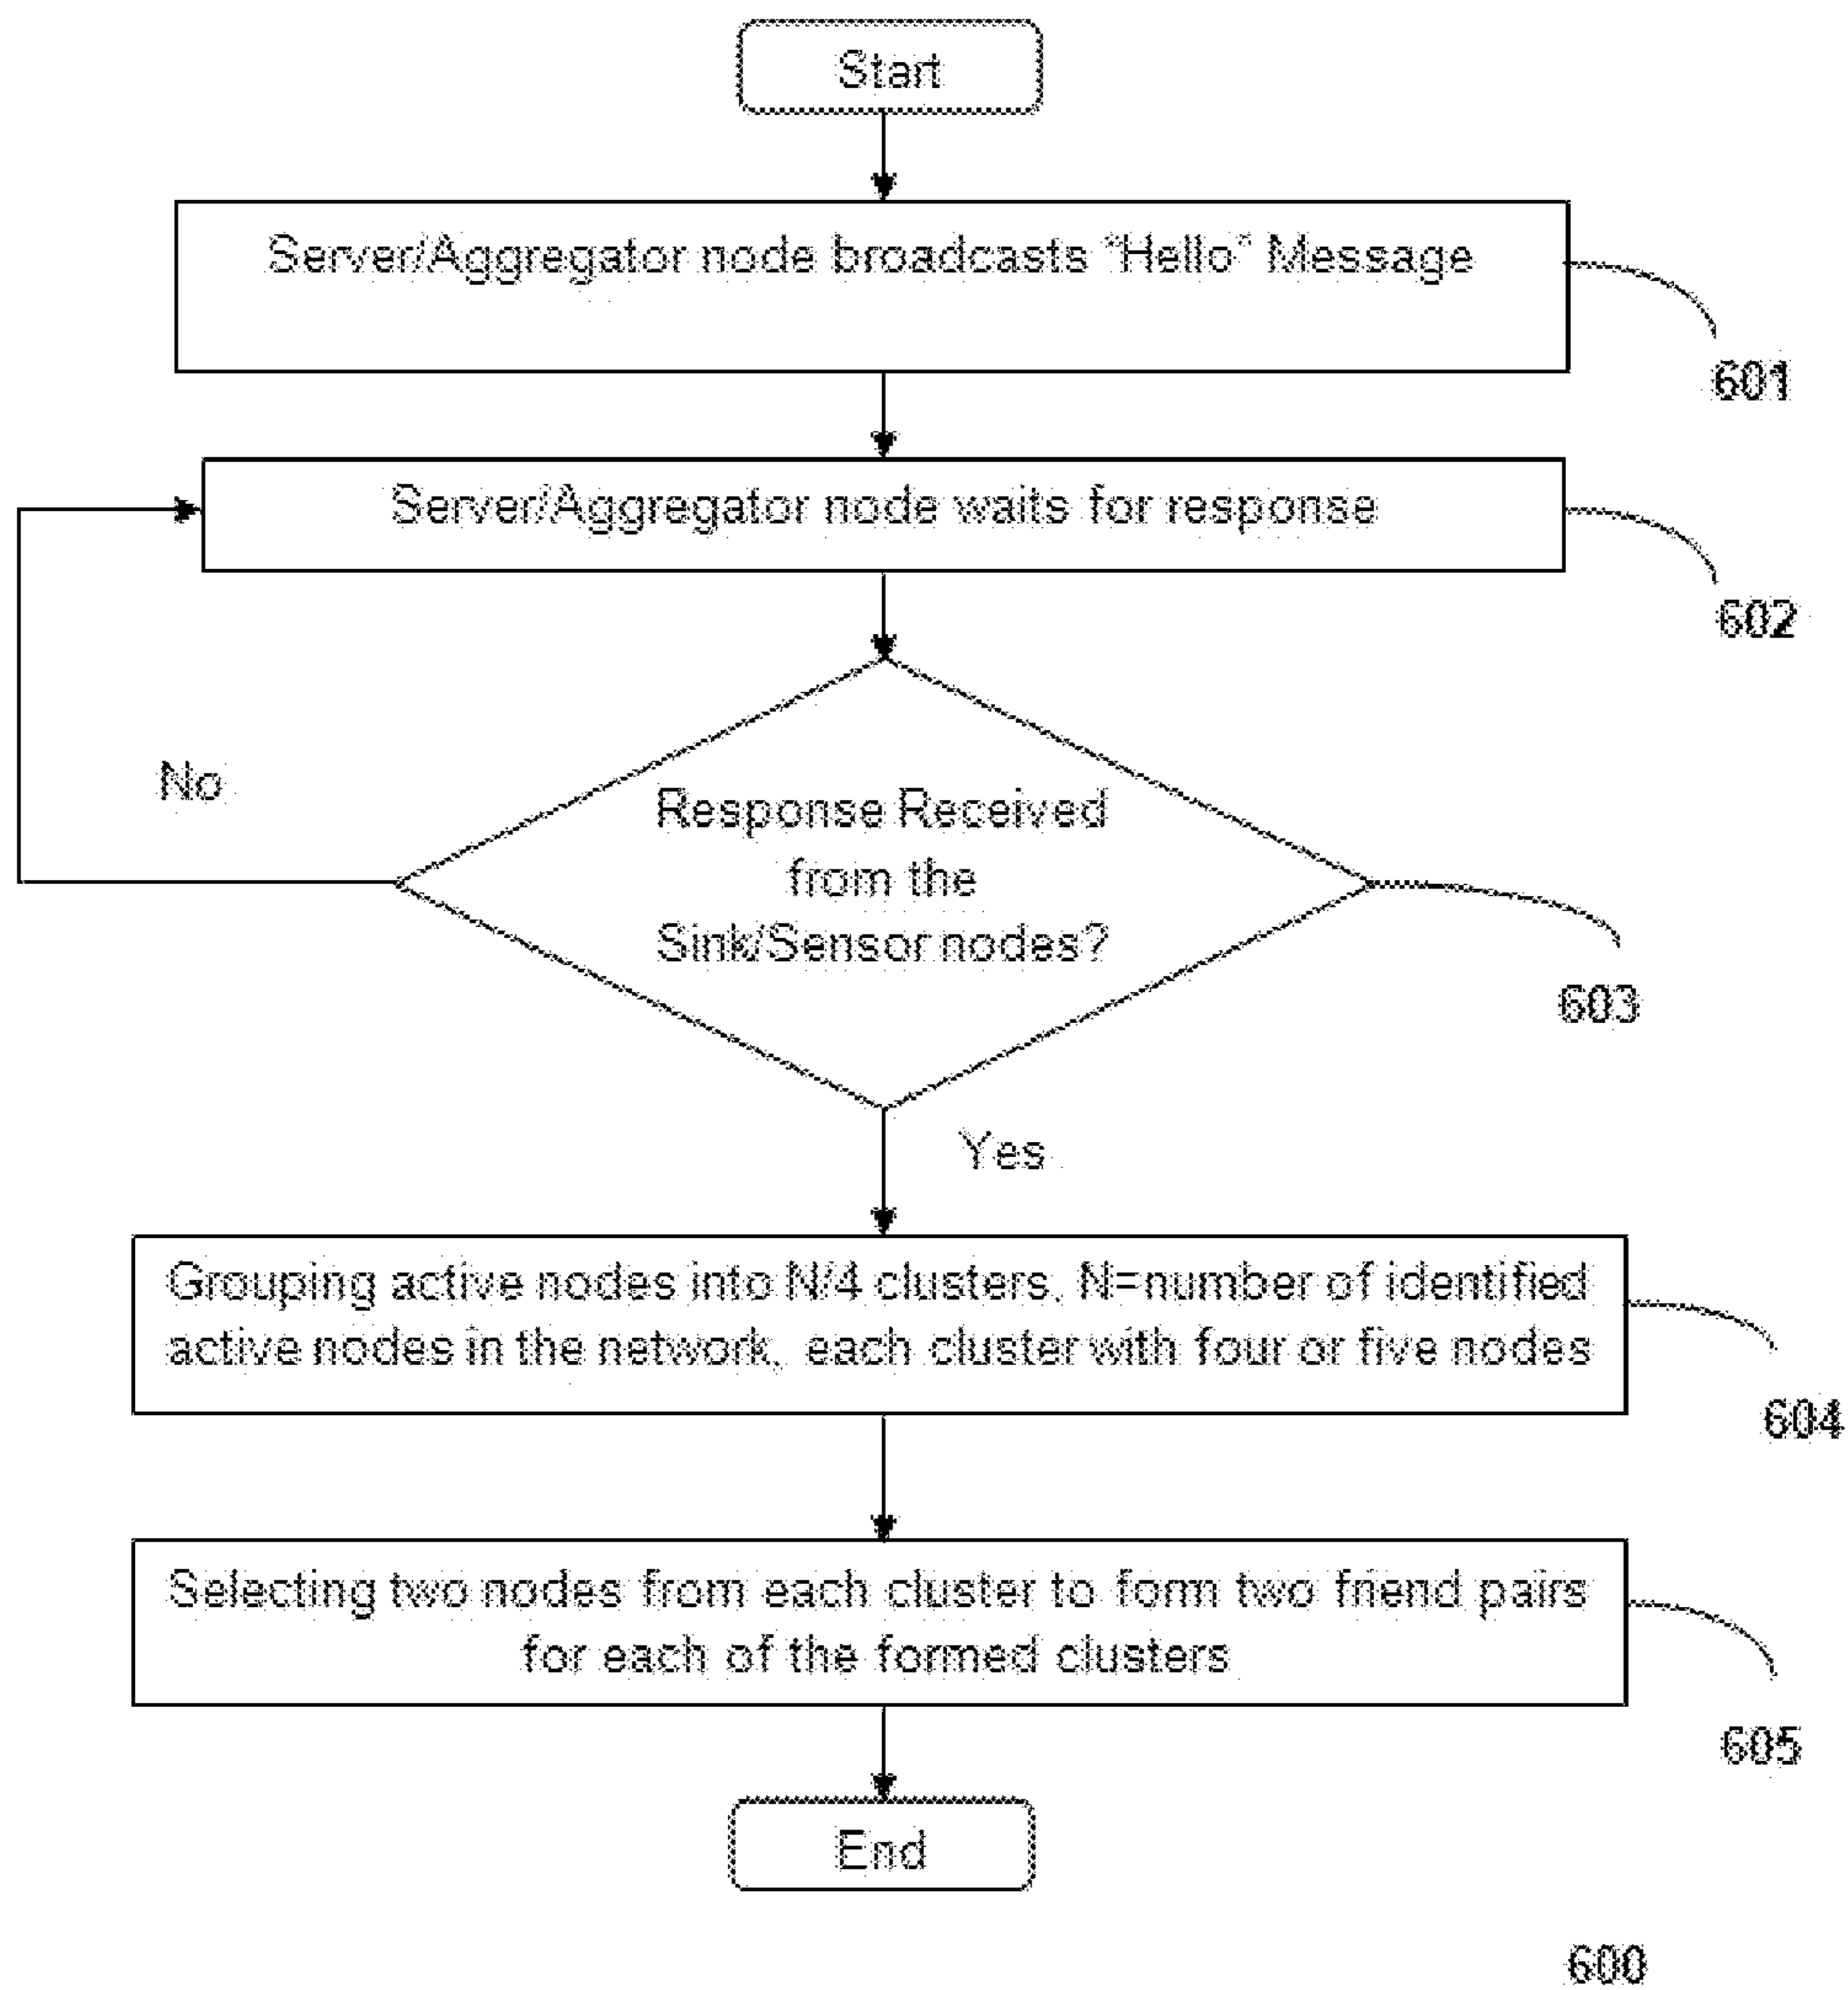 Start
Server/Aggregator node broadcasts "Hello" Message
601
Server/Aggregator node waits for response
602
No
Response Received
from the
Sink/Sensor nodes?
603
Yes
Grouping active nodes into N/4 clusters. N=number of identified
active nodes in the network, each cluster with four or five nodes
604
Selecting two nodes from each cluster to form two friend pairs
for each of the formed clusters
605
End
600